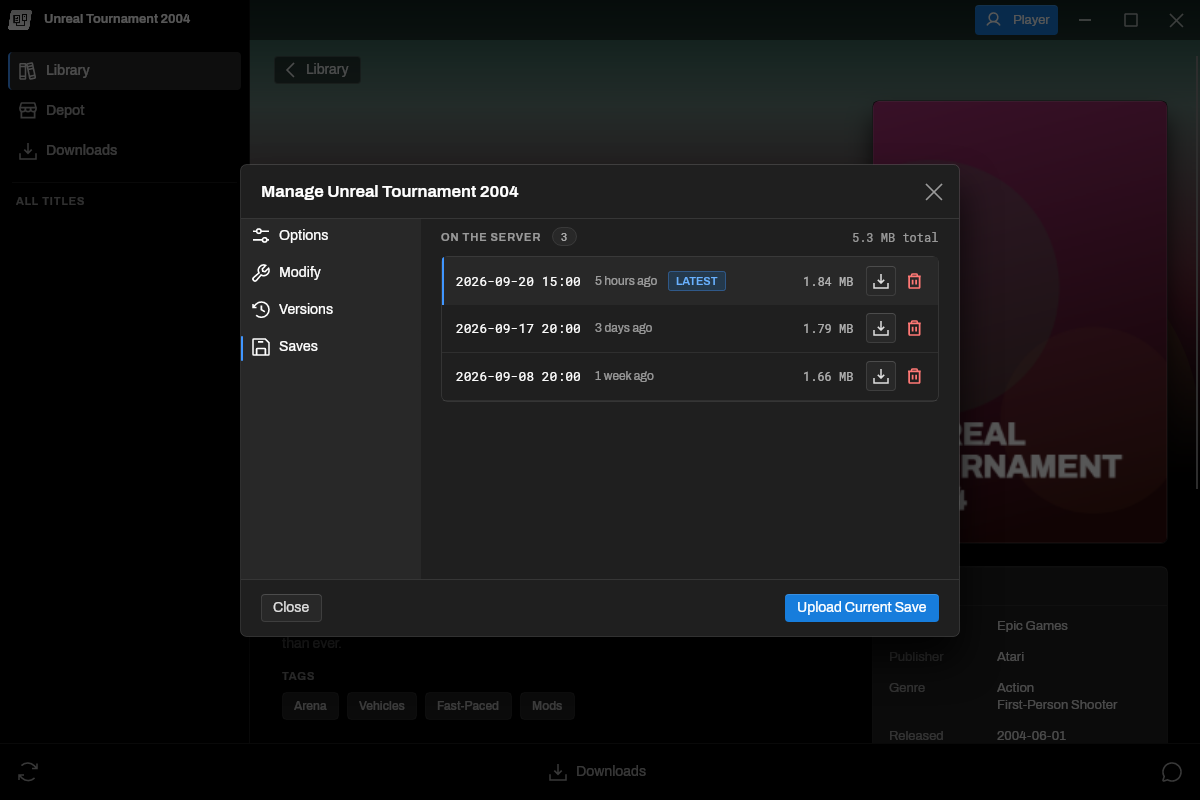 Unreal Tournament 2004
Player
Library
Depot
Downloads
ALL TITLES
Library
Manage Unreal Tournament 2004
Options
Modify
Versions
Saves
ON THE SERVER 3
5.3 MB total
2026-09-20 15:00 5 hours ago LATEST 1.84 MB
2026-09-17 20:00 3 days ago 1.79 MB
2026-09-08 20:00 1 week ago 1.66 MB
Close
Upload Current Save
REAL
RNAMENT
4
than ever.
TAGS
Arena Vehicles Fast-Paced Mods
Epic Games
Publisher Atari
Genre Action
First-Person Shooter
Released 2004-06-01
Downloads